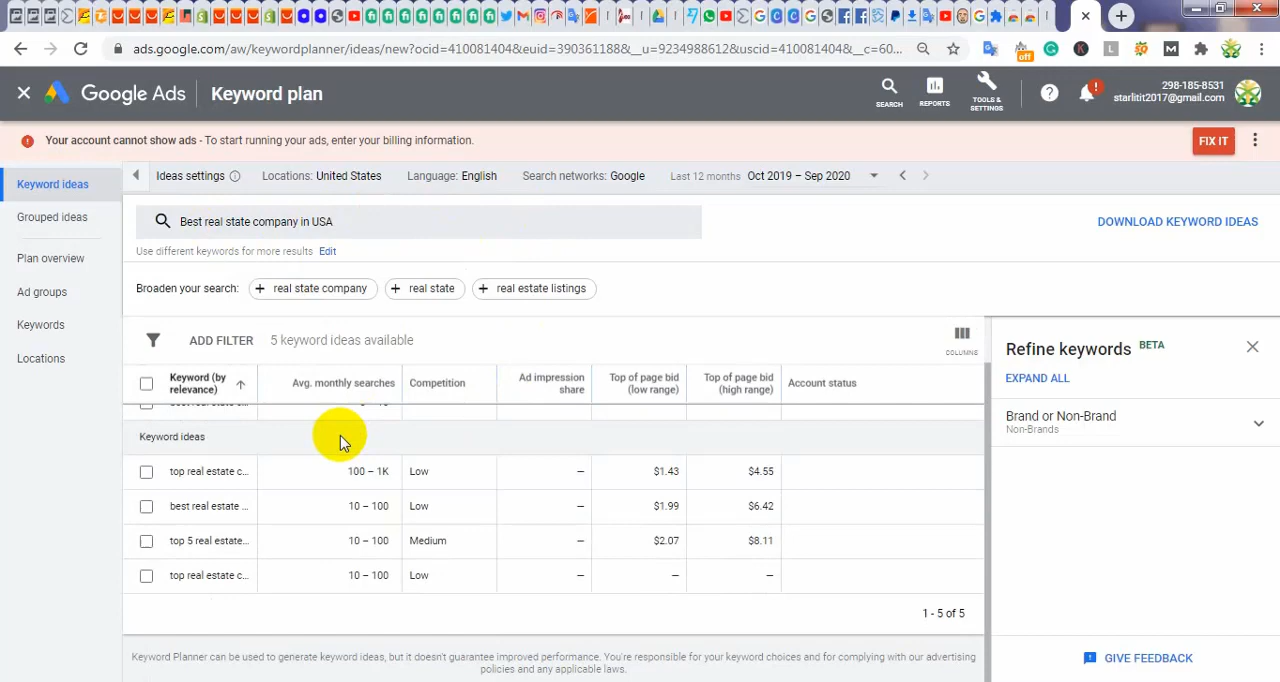 ads.google.com/aw/keywordplanner/ideas/new?ocid=410081404&euid=390361188&__u=9234988612&uscid=410081404&__c=60...
off
Google Ads Keyword plan
SEARCH REPORTS TOOLS & SETTINGS
298-185-8531
starlitit2017@gmail.com
Your account cannot show ads - To start running your ads, enter your billing information.
FIX IT
Keyword ideas
Grouped ideas
Plan overview
Ad groups
Keywords
Locations
Ideas settings Locations: United States Language: English Search networks: Google Last 12 months Oct 2019 – Sep 2020
Best real state company in USA
DOWNLOAD KEYWORD IDEAS
Use different keywords for more results Edit
Broaden your search: + real state company + real state + real estate listings
ADD FILTER 5 keyword ideas available
COLUMNS
Keyword (by relevance) Avg. monthly searches Competition Ad impression share Top of page bid (low range) Top of page bid (high range) Account status
Keyword ideas
top real estate c... 100 – 1K Low – $1.43 $4.55
best real estate ... 10 – 100 Low – $1.99 $6.42
top 5 real estate... 10 – 100 Medium – $2.07 $8.11
top real estate c... 10 – 100 Low – – –
1 - 5 of 5
Keyword Planner can be used to generate keyword ideas, but it doesn't guarantee improved performance. You're responsible for your keyword choices and for complying with our advertising
policies and any applicable laws.
Refine keywords BETA
EXPAND ALL
Brand or Non-Brand
Non-Brands
GIVE FEEDBACK